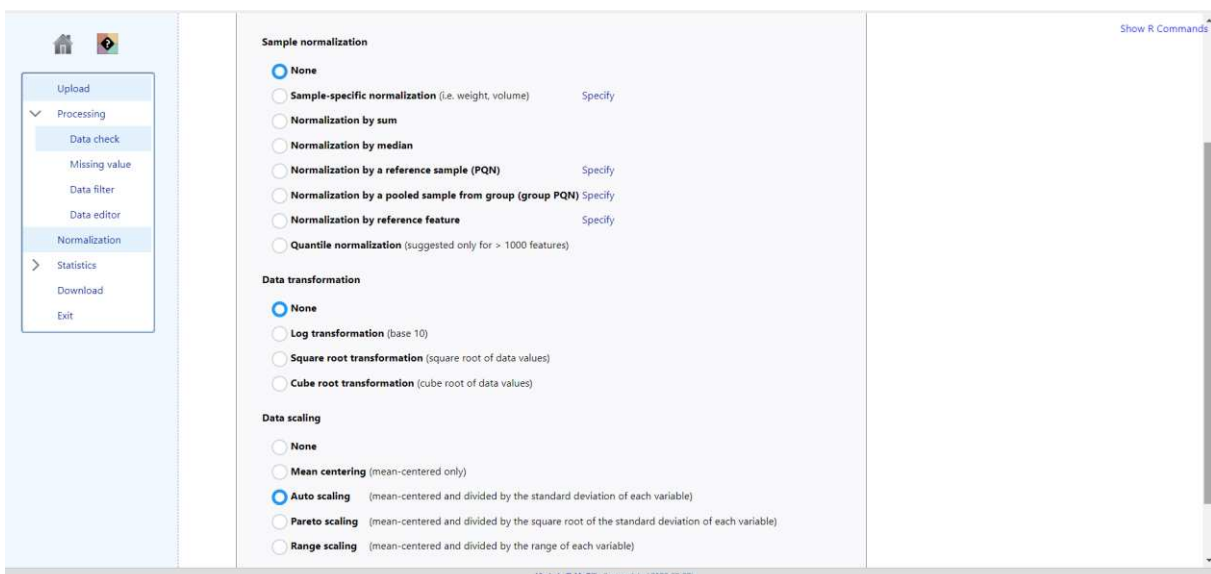 Show R Commands
Upload
Processing
Data check
Missing value
Data filter
Data editor
Normalization
Statistics
Download
Exit
Sample normalization
None
Sample-specific normalization (i.e. weight, volume) Specify
Normalization by sum
Normalization by median
Normalization by a reference sample (PQN) Specify
Normalization by a pooled sample from group (group PQN) Specify
Normalization by reference feature Specify
Quantile normalization (suggested only for > 1000 features)
Data transformation
None
Log transformation (base 10)
Square root transformation (square root of data values)
Cube root transformation (cube root of data values)
Data scaling
None
Mean centering (mean-centered only)
Auto scaling (mean-centered and divided by the standard deviation of each variable)
Pareto scaling (mean-centered and divided by the square root of the standard deviation of each variable)
Range scaling (mean-centered and divided by the range of each variable)